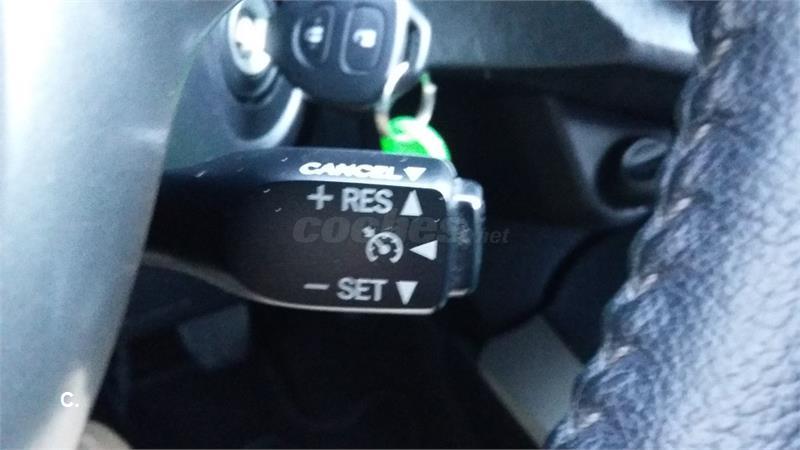 CANCEL ▼
+ RES ▲
coches.net
◀
− SET ▼
C.